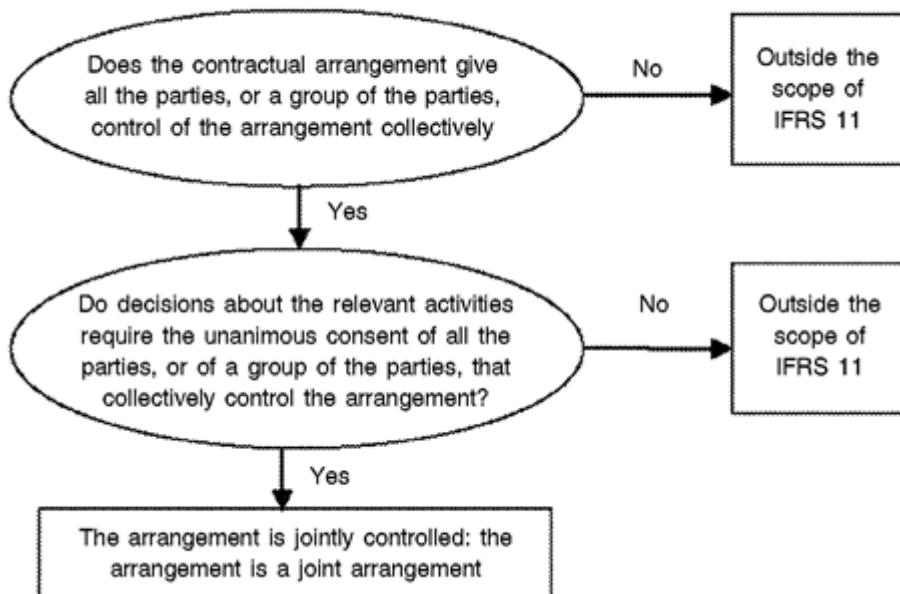 Does the contractual arrangement give
all the parties, or a group of the parties,
control of the arrangement collectively
No
Outside the
scope of
IFRS 11
Yes
Do decisions about the relevant activities
require the unanimous consent of all the
parties, or of a group of the parties, that
collectively control the arrangement?
No
Outside the
scope of
IFRS 11
Yes
The arrangement is jointly controlled: the
arrangement is a joint arrangement